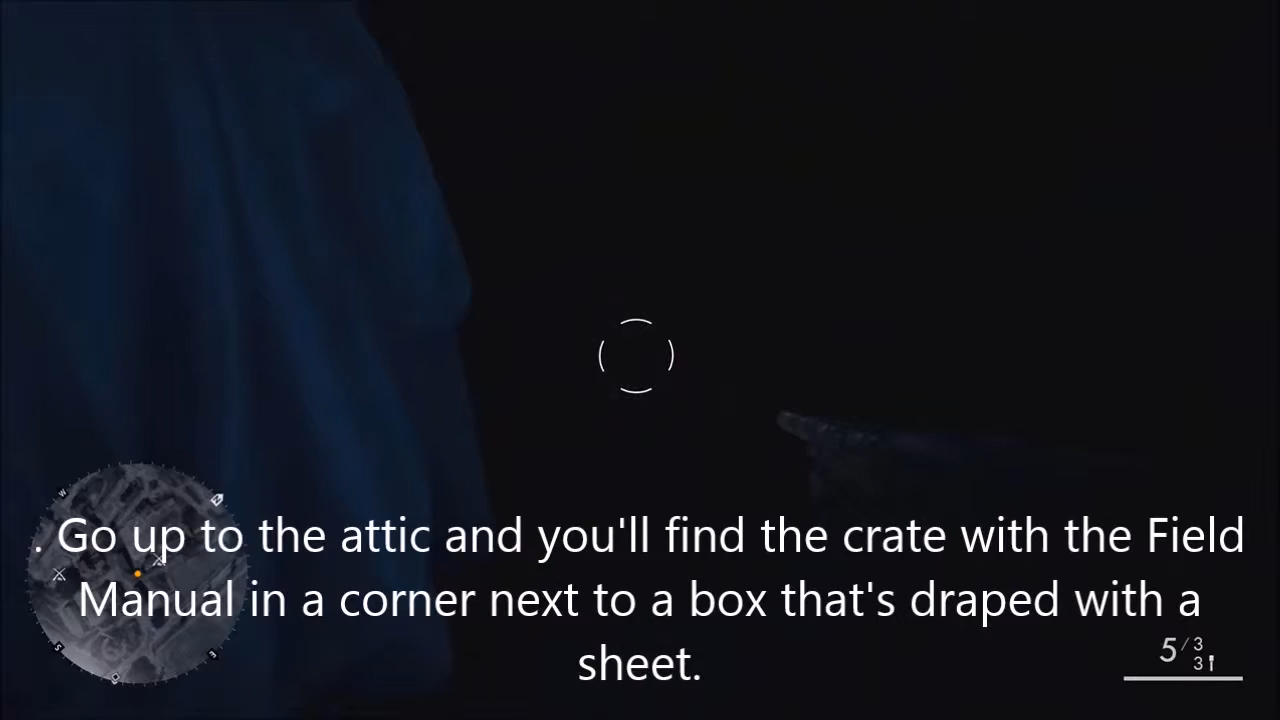 . Go up to the attic and you'll find the crate with the Field
Manual in a corner next to a box that's draped with a
sheet.
5/3
3